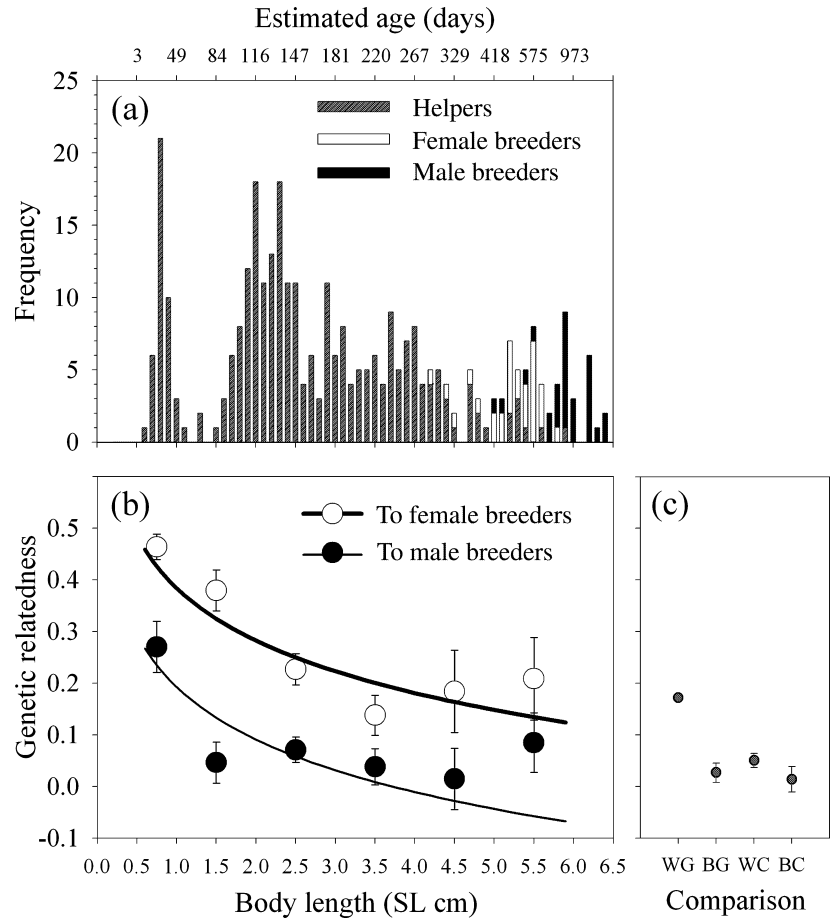 Estimated age (days)
3 49 84 116 147 181 220 267 329 418 575 973
(a)
Helpers
Female breeders
Male breeders
25
20
15
10
5
0
Frequency
(b)
To female breeders
To male breeders
0.5
0.4
0.3
0.2
0.1
0.0
-0.1
Genetic relatedness
0.0 0.5 1.0 1.5 2.0 2.5 3.0 3.5 4.0 4.5 5.0 5.5 6.0 6.5
Body length (SL cm)
(c)
WG BG WC BC
Comparison